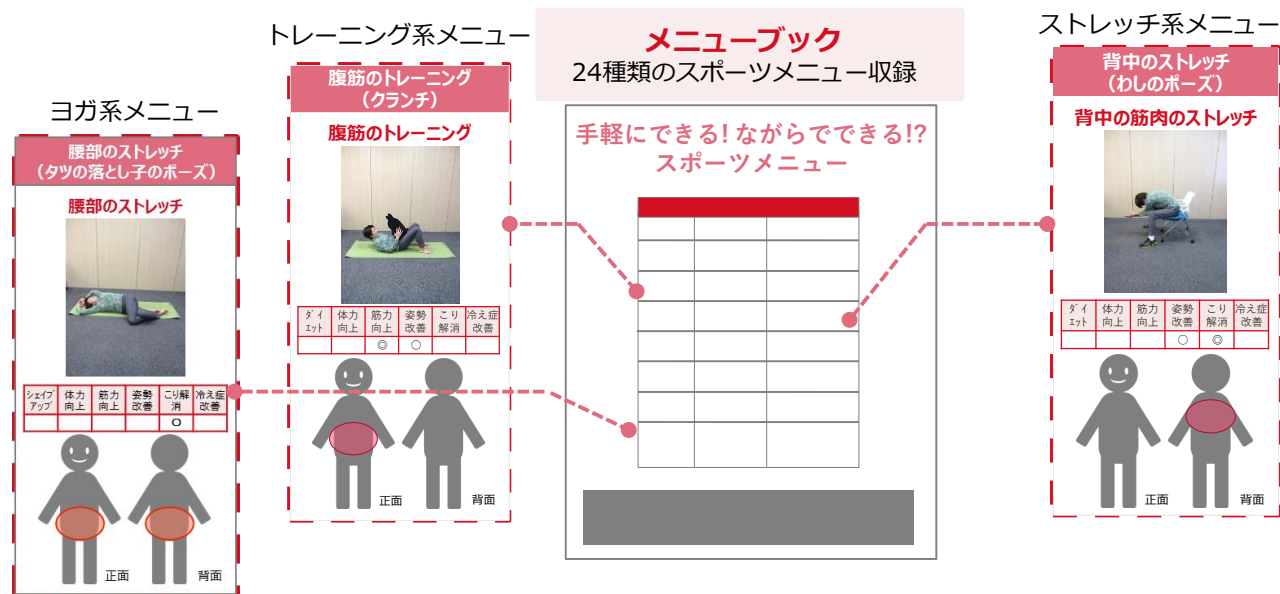 ヨガ系メニュー
腰部のストレッチ
（タツの落とし子のポーズ）
腰部のストレッチ
シェイプアップ 体力向上 筋力向上 姿勢改善 こり解消 冷え症改善
○
正面 背面
トレーニング系メニュー
腹筋のトレーニング
（クランチ）
腹筋のトレーニング
ダイエット 体力向上 筋力向上 姿勢改善 こり解消 冷え症改善
◎ ○
正面 背面
メニューブック
24種類のスポーツメニュー収録
手軽にできる! ながらでできる!?
スポーツメニュー
ストレッチ系メニュー
背中のストレッチ
（わしのポーズ）
背中の筋肉のストレッチ
ダイエット 体力向上 筋力向上 姿勢改善 こり解消 冷え症改善
○ ◎
正面 背面